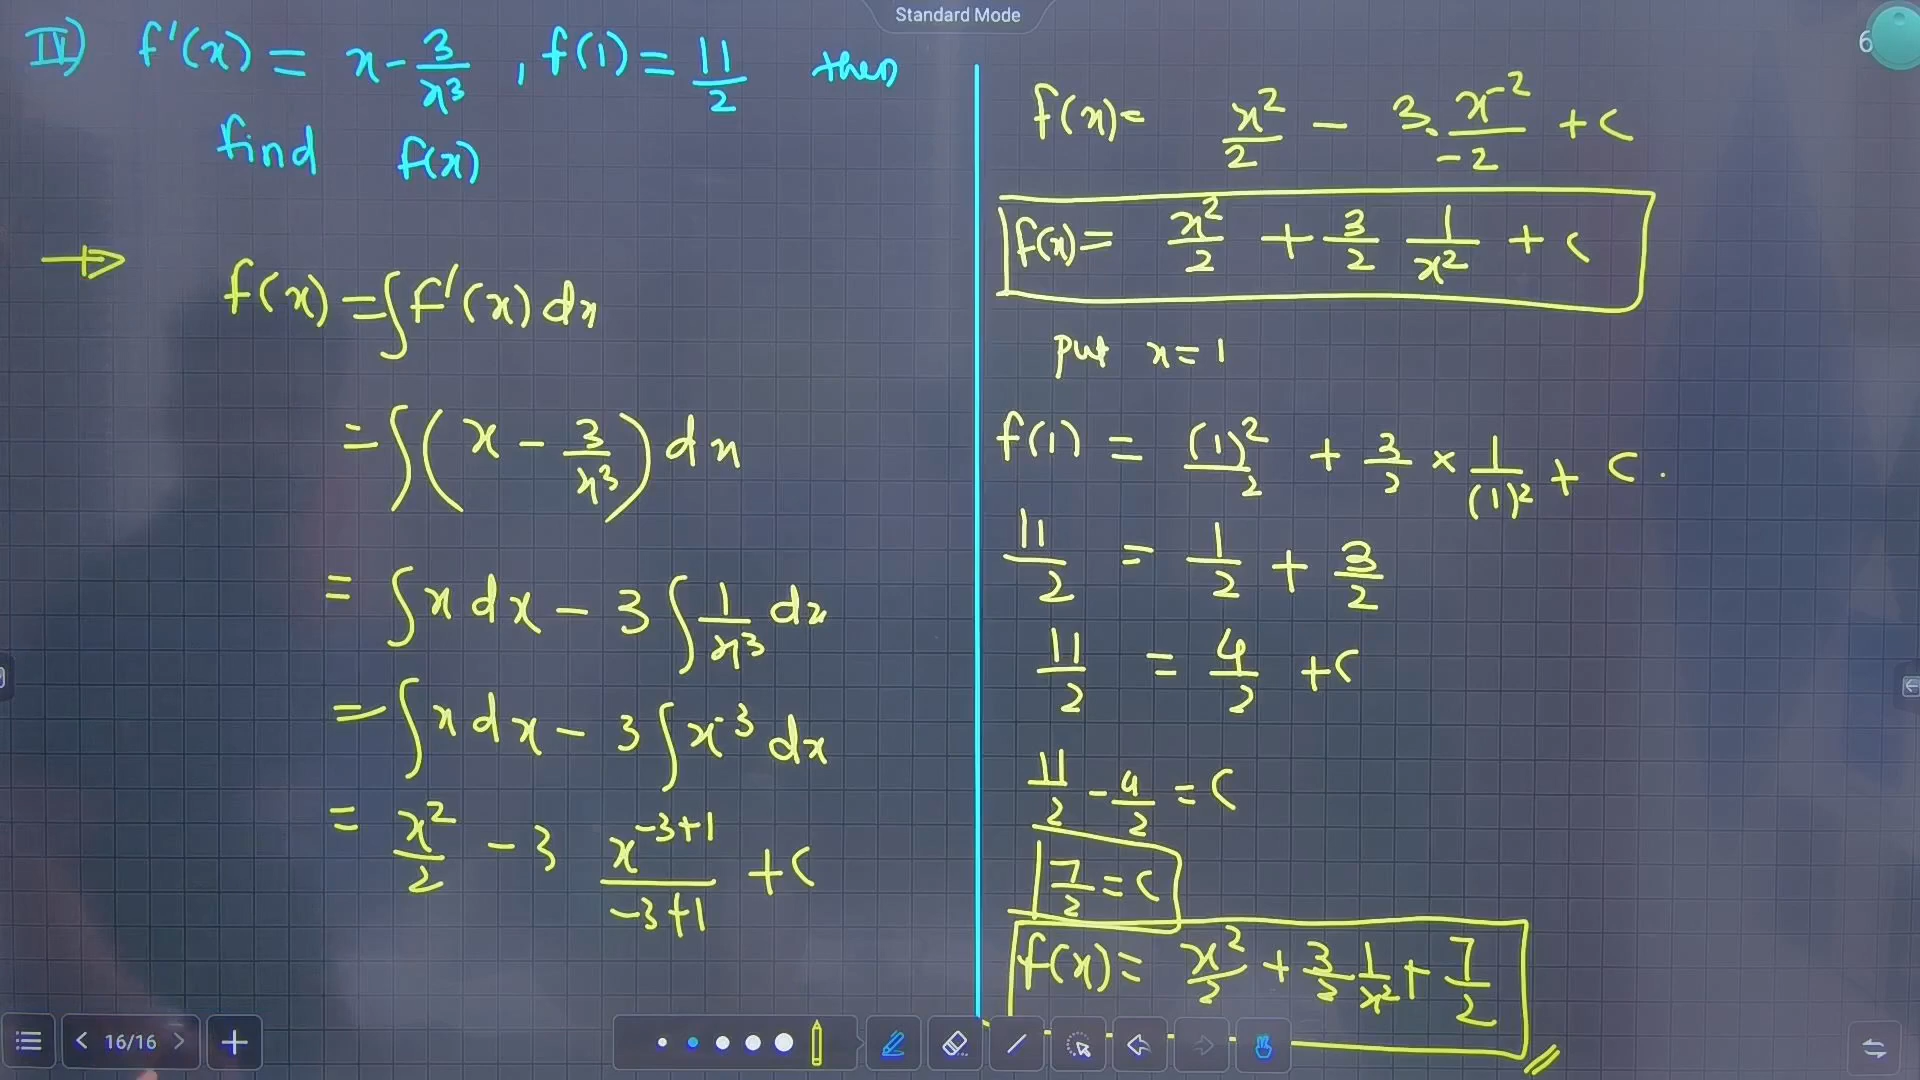 Standard Mode
6
IV) f'(x) = x - 3/x³ , f(1) = 11/2 then
find f(x)
f(x) = ∫f'(x) dx
= ∫(x - 3/x³) dx
= ∫x dx - 3 ∫1/x³ dx
= ∫x dx - 3 ∫x⁻³ dx
= x²/2 - 3 x⁻³⁺¹/-3+1 + C
f(x) = x²/2 - 3. x⁻²/-2 + C
f(x) = x²/2 + 3/2 1/x² + C
put x = 1
f(1) = (1)²/2 + 3/2 × 1/(1)² + C .
11/2 = 1/2 + 3/2
11/2 = 4/2 + C
11/2 - 4/2 = C
7/2 = C
f(x) = x²/2 + 3/2 1/x² + 7/2
16/16